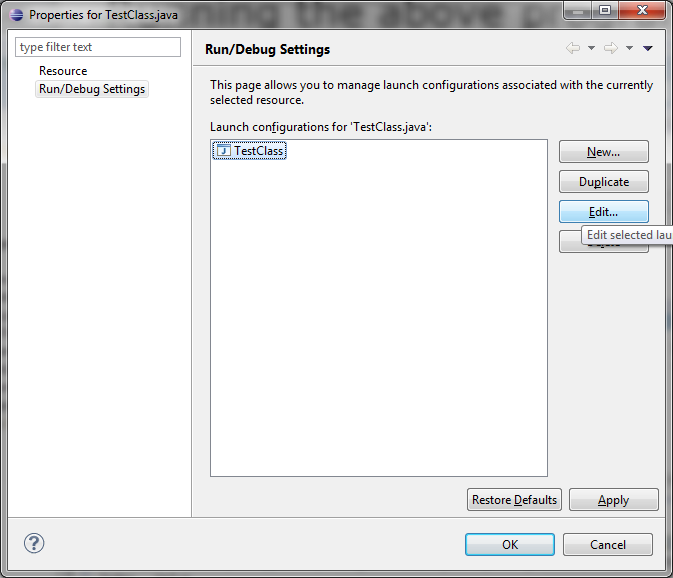 Properties for TestClass.java
type filter text
Resource
Run/Debug Settings
Run/Debug Settings
This page allows you to manage launch configurations associated with the currently
selected resource.
Launch configurations for 'TestClass.java':
TestClass
New...
Duplicate
Edit...
Edit selected lau
Restore Defaults
Apply
OK
Cancel